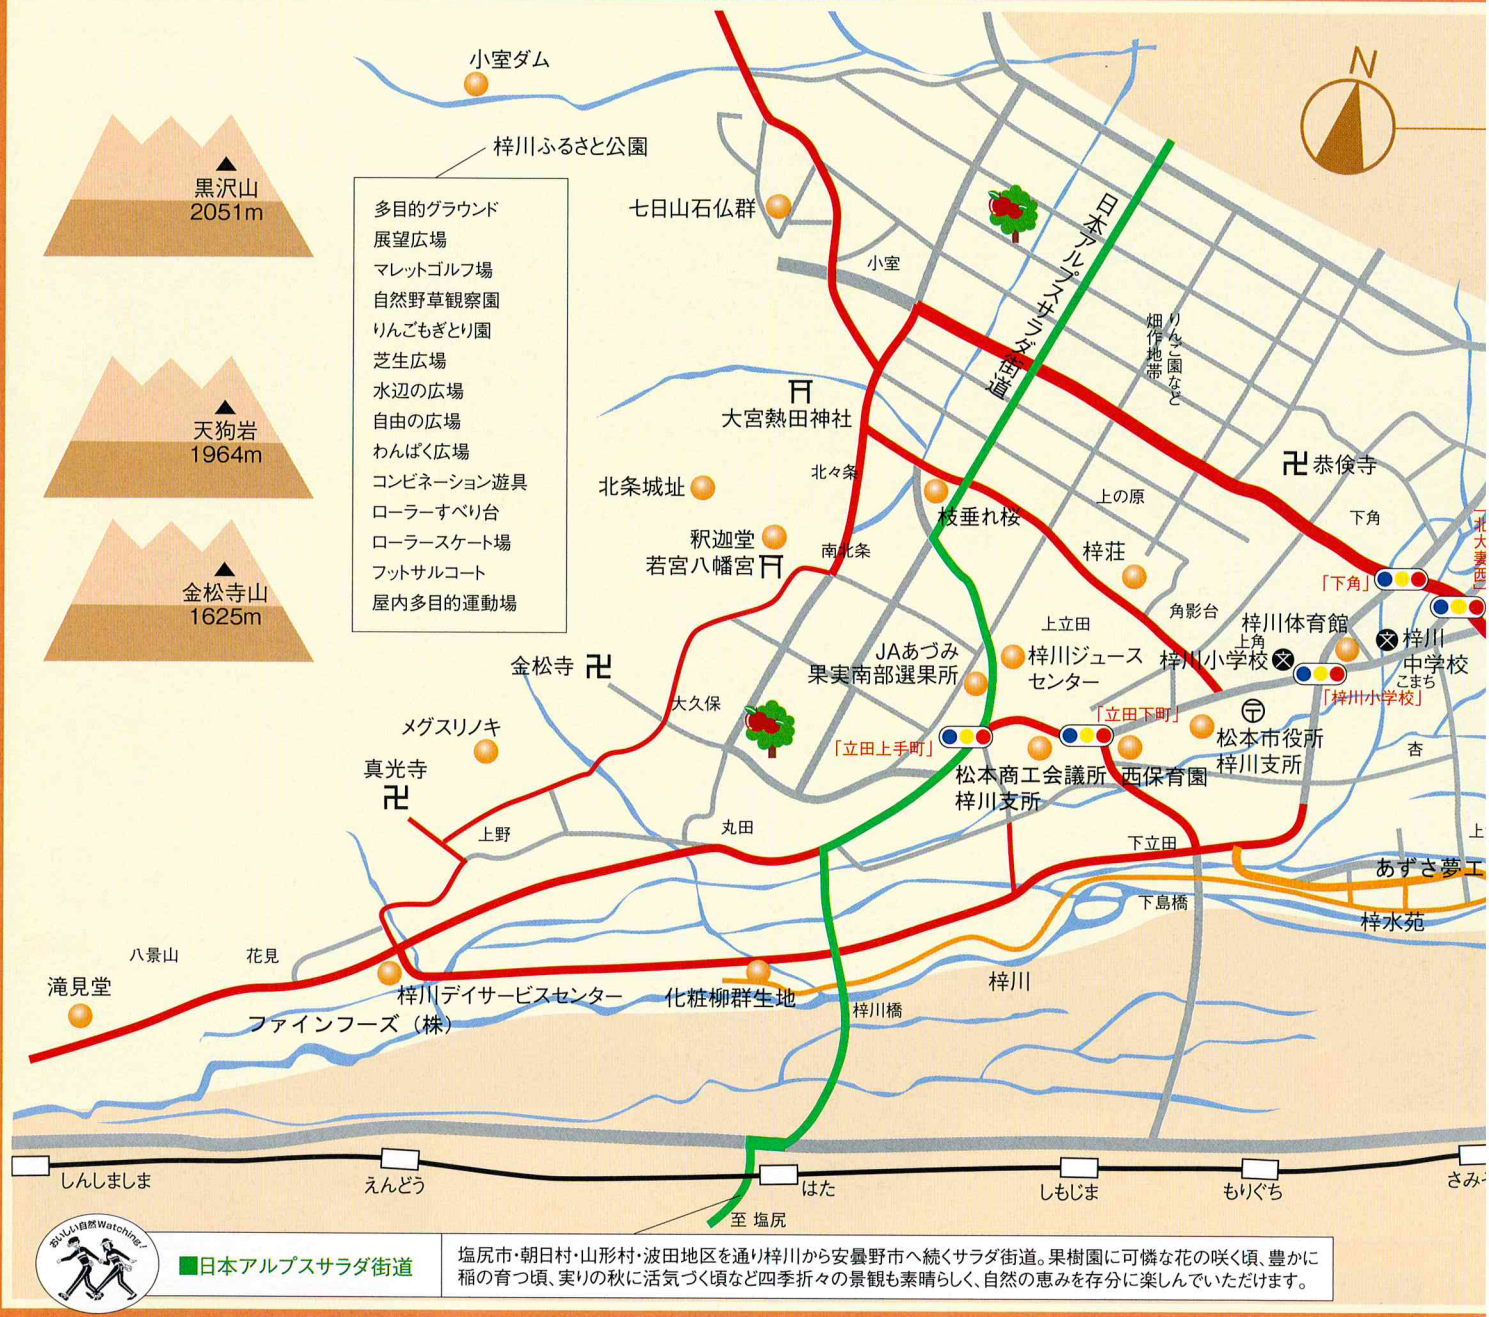 N
小室ダム
梓川ふるさと公園
多目的グラウンド
展望広場
マレットゴルフ場
自然野草観察園
りんごもぎとり園
芝生広場
水辺の広場
自由の広場
わんぱく広場
コンビネーション遊具
ローラーすべり台
ローラースケート場
フットサルコート
屋内多目的運動場
黒沢山
2051m
天狗岩
1964m
金松寺山
1625m
七日山石仏群
小室
日本アルプスサラダ街道
りんご園など
畑作地帯
大宮熱田神社
北々条
北条城址
釈迦堂
若宮八幡宮
南北条
枝垂れ桜
上の原
恭倹寺
下角
「下角」
「北大妻西」
梓荘
角影台
上立田
梓川体育館
上角
梓川小学校
梓川
中学校
こまち
「梓川小学校」
JAあづみ
果実南部選果所
梓川ジュース
センター
金松寺
大久保
メグスリノキ
真光寺
「立田上手町」
「立田下町」
松本市役所
梓川支所
松本商工会議所
梓川支所
西保育園
杏
上野
丸田
下立田
上
あずさ夢工
下島橋
梓水苑
八景山
花見
滝見堂
梓川デイサービスセンター
ファインフーズ（株）
化粧柳群生地
梓川
梓川橋
しんしましま
えんどう
はた
しもじま
もりぐち
さみ
至 塩尻
おいしい自然Watching!
■日本アルプスサラダ街道
塩尻市・朝日村・山形村・波田地区を通り梓川から安曇野市へ続くサラダ街道。果樹園に可憐な花の咲く頃、豊かに
稲の育つ頃、実りの秋に活気づく頃など四季折々の景観も素晴らしく、自然の恵みを存分に楽しんでいただけます。